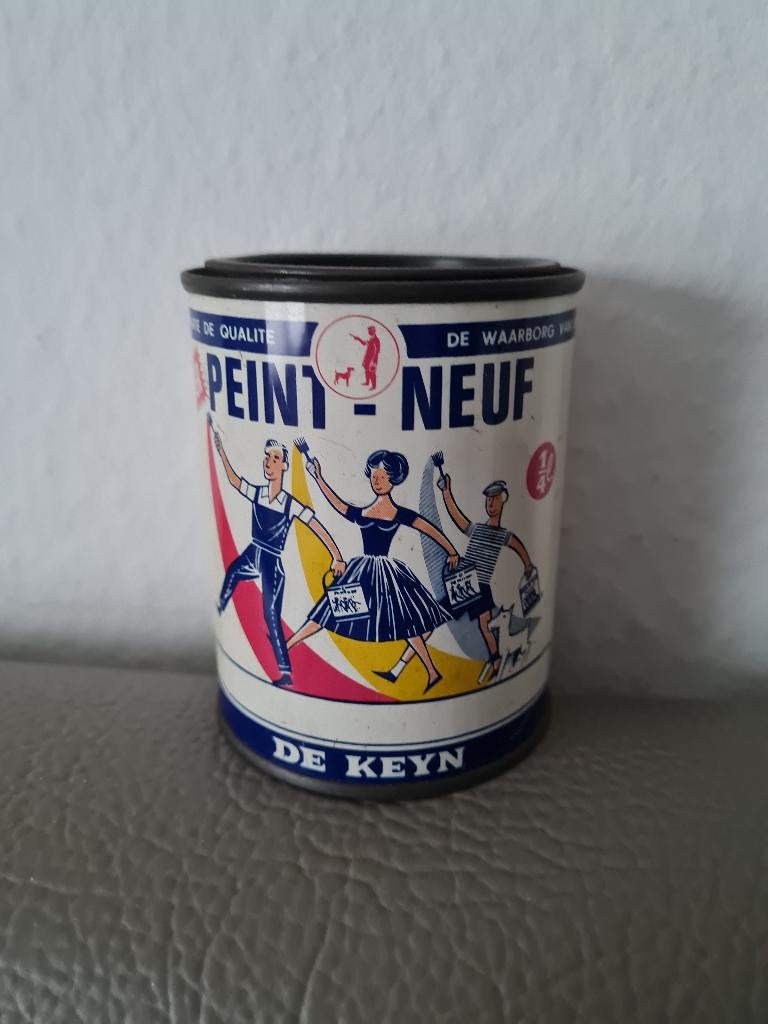 DE QUALITE
DE WAARBORG VAN
PEINT - NEUF
1/4 ℓ
DE KEYN